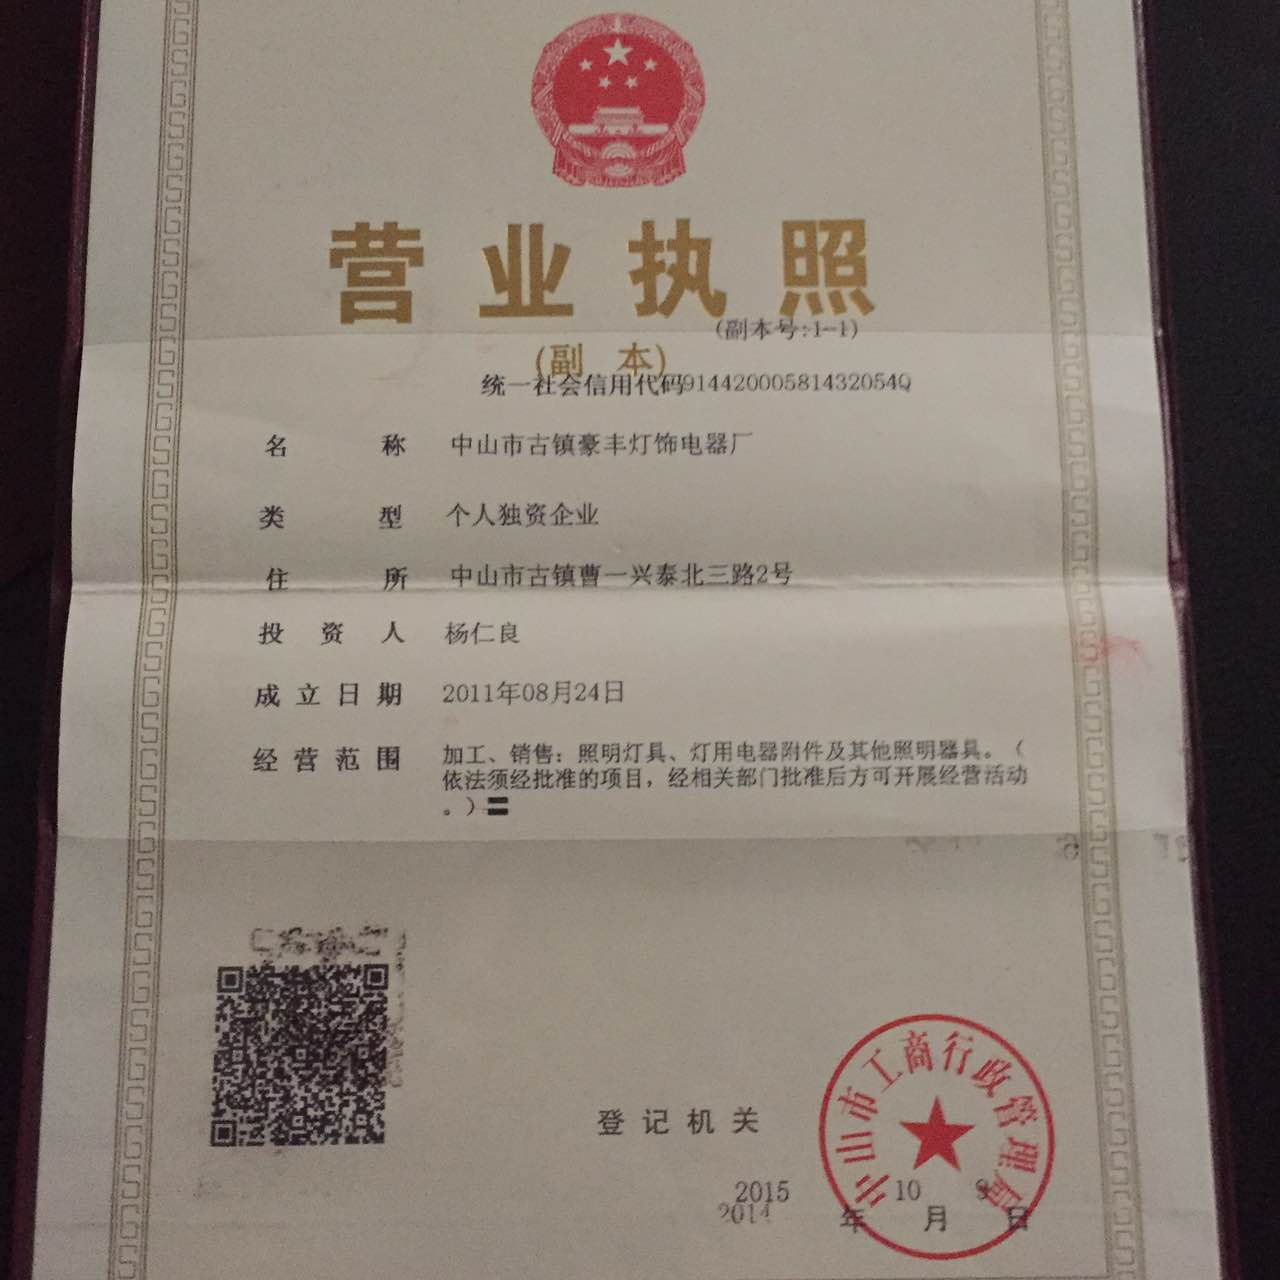 营业执照
(副本号:1-1)
(副 本)
统一社会信用代码91442000581432054Q
名称 中山市古镇豪丰灯饰电器厂
类型 个人独资企业
住所 中山市古镇曹一兴泰北三路2号
投资人 杨仁良
成立日期 2011年08月24日
经营范围 加工、销售：照明灯具、灯用电器附件及其他照明器具。（
依法须经批准的项目，经相关部门批准后方可开展经营活动
。）〓
中山市工商行政管理局
登记机关
2015 10 9
2014 年 月 日